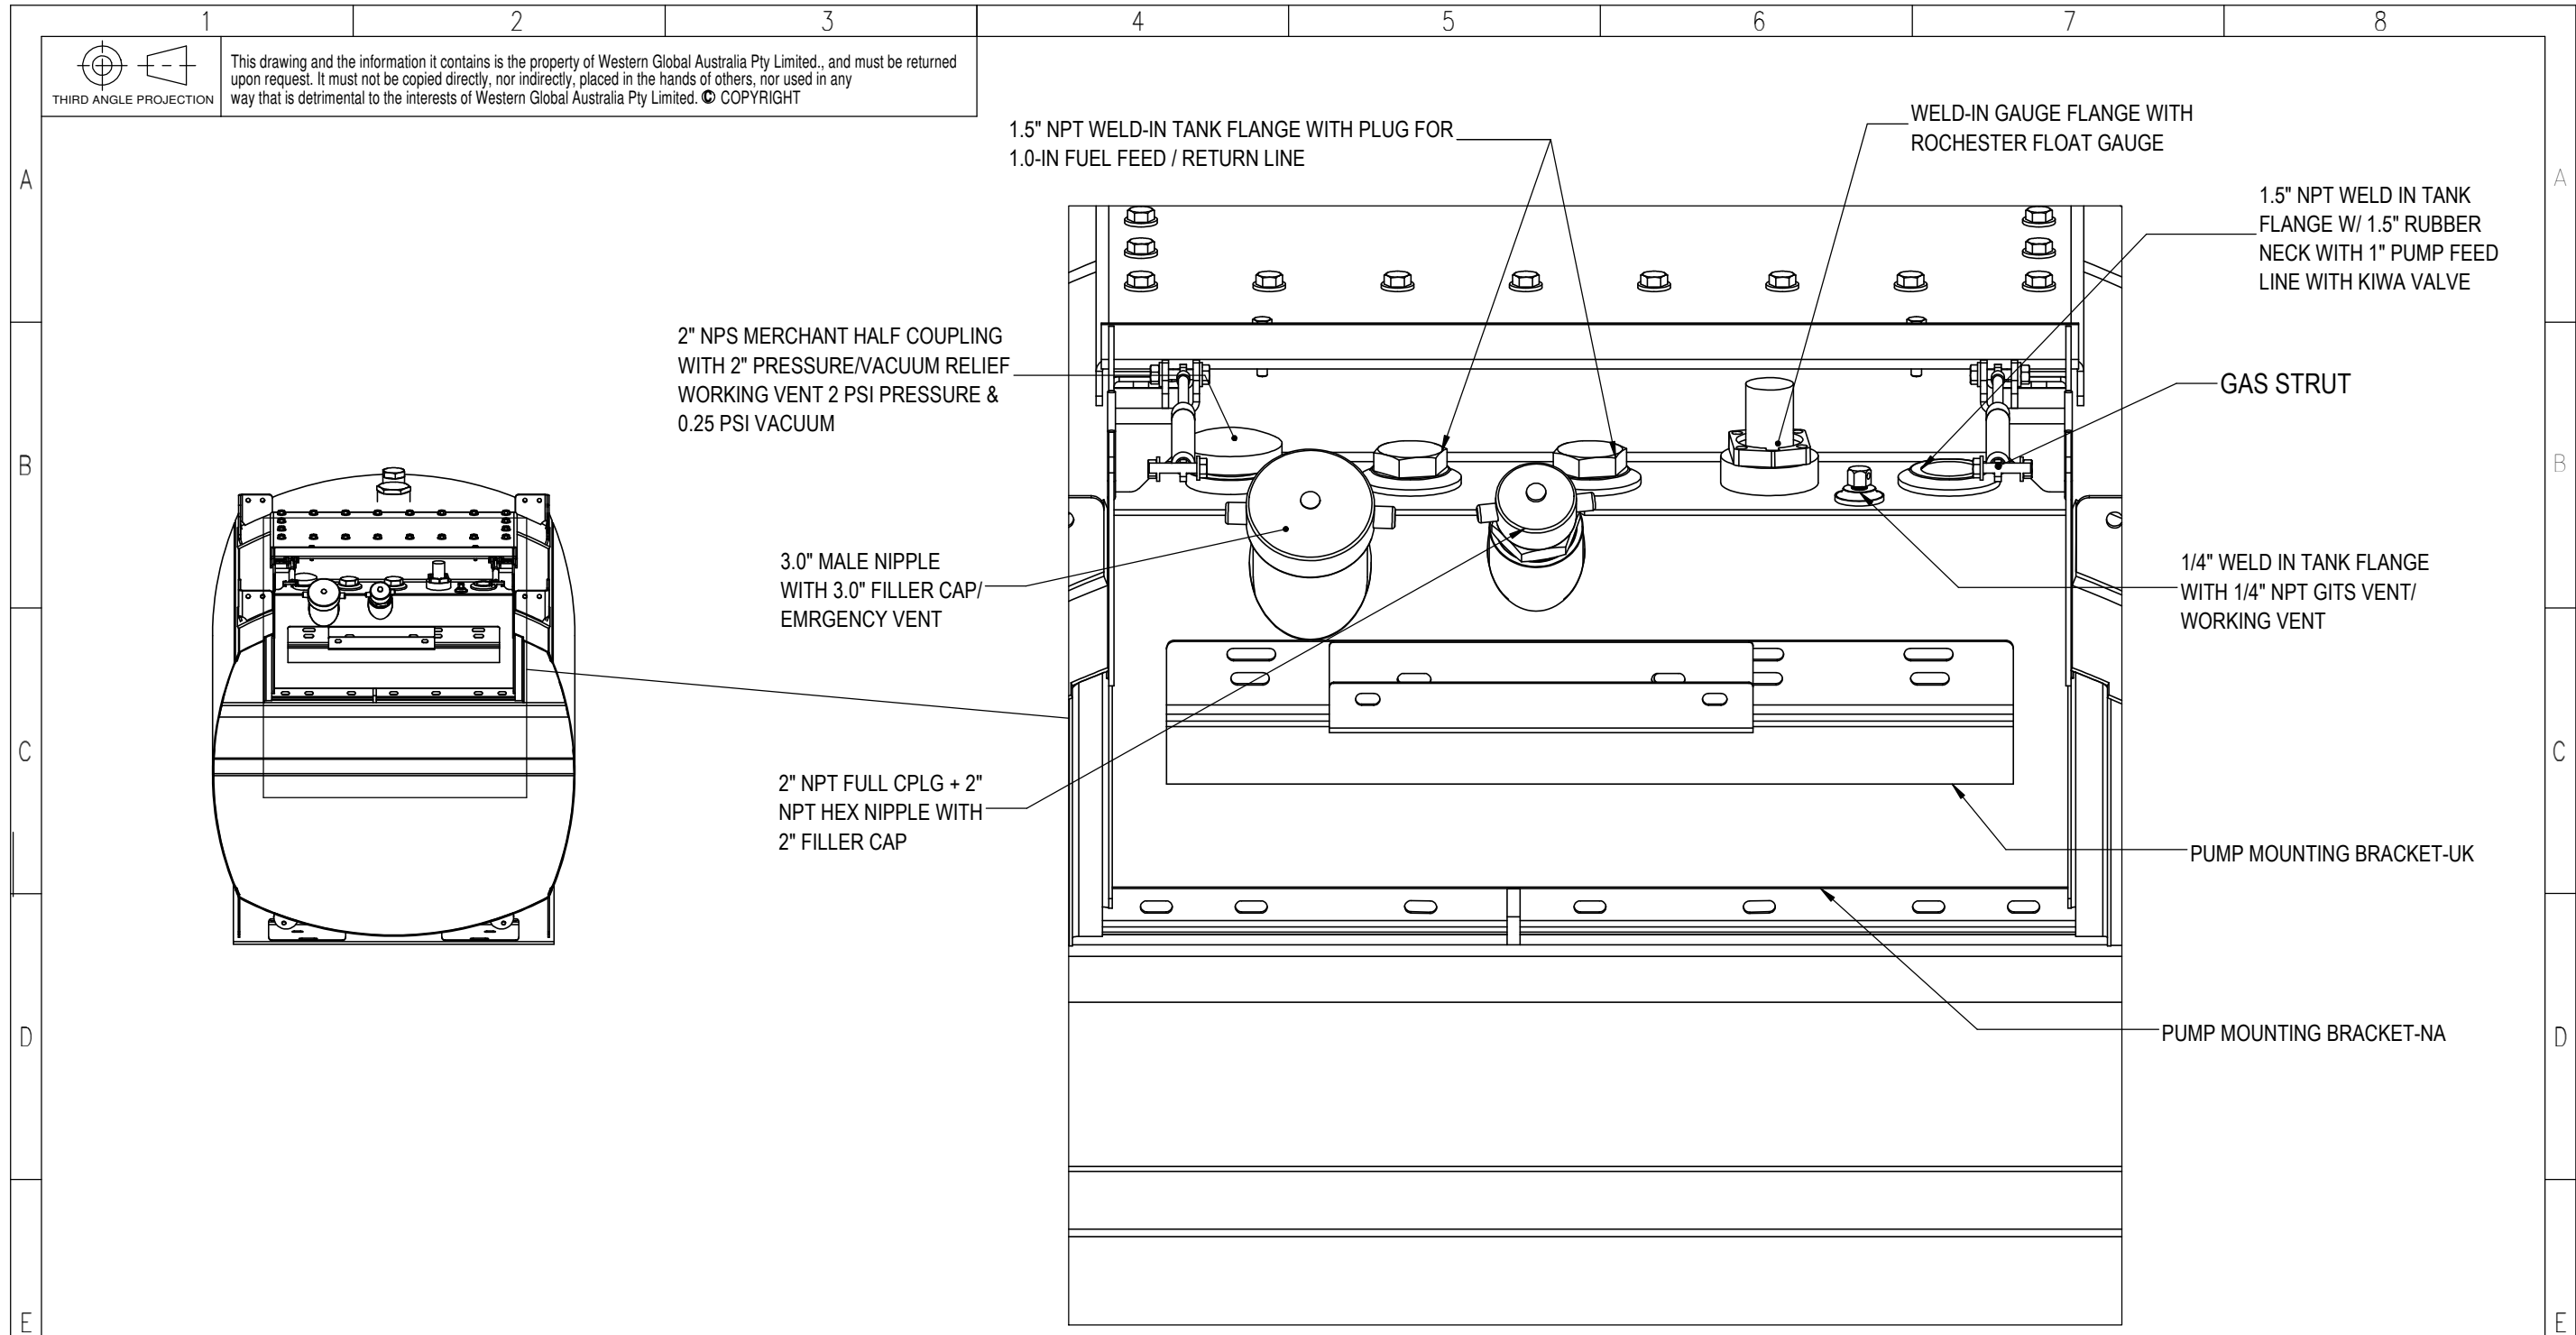 1 2 3 4 5 6 7 8
THIRD ANGLE PROJECTION
This drawing and the information it contains is the property of Western Global Australia Pty Limited., and must be returned
upon request. It must not be copied directly, nor indirectly, placed in the hands of others, nor used in any
way that is detrimental to the interests of Western Global Australia Pty Limited. © COPYRIGHT
1.5" NPT WELD-IN TANK FLANGE WITH PLUG FOR
1.0-IN FUEL FEED / RETURN LINE
WELD-IN GAUGE FLANGE WITH
ROCHESTER FLOAT GAUGE
A A
1.5" NPT WELD IN TANK
FLANGE W/ 1.5" RUBBER
NECK WITH 1" PUMP FEED
LINE WITH KIWA VALVE
2" NPS MERCHANT HALF COUPLING
WITH 2" PRESSURE/VACUUM RELIEF
WORKING VENT 2 PSI PRESSURE &
0.25 PSI VACUUM
GAS STRUT
B B
3.0" MALE NIPPLE
WITH 3.0" FILLER CAP/
EMRGENCY VENT
1/4" WELD IN TANK FLANGE
WITH 1/4" NPT GITS VENT/
WORKING VENT
C C
2" NPT FULL CPLG + 2"
NPT HEX NIPPLE WITH
2" FILLER CAP
PUMP MOUNTING BRACKET-UK
D D
PUMP MOUNTING BRACKET-NA
E E